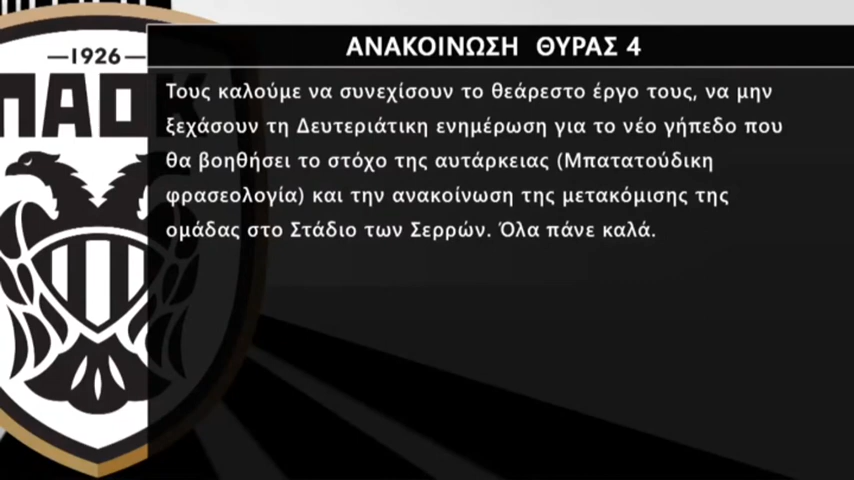 —1926—
ΠΑΟΚ
ΑΝΑΚΟΙΝΩΣΗ ΘΥΡΑΣ 4
Τους καλούμε να συνεχίσουν το θεάρεστο έργο τους, να μην
ξεχάσουν τη Δευτεριάτικη ενημέρωση για το νέο γήπεδο που
θα βοηθήσει το στόχο της αυτάρκειας (Μπατατούδικη
φρασεολογία) και την ανακοίνωση της μετακόμισης της
ομάδας στο Στάδιο των Σερρών. Όλα πάνε καλά.